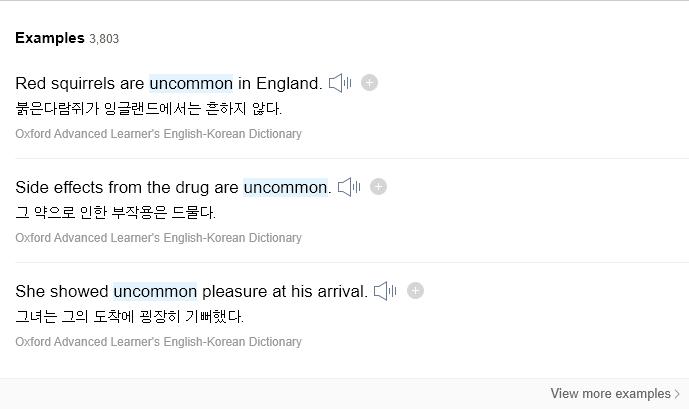 Examples 3,803
Red squirrels are uncommon in England.
붉은다람쥐가 잉글랜드에서는 흔하지 않다.
Oxford Advanced Learner's English-Korean Dictionary
Side effects from the drug are uncommon.
그 약으로 인한 부작용은 드물다.
Oxford Advanced Learner's English-Korean Dictionary
She showed uncommon pleasure at his arrival.
그녀는 그의 도착에 굉장히 기뻐했다.
Oxford Advanced Learner's English-Korean Dictionary
View more examples